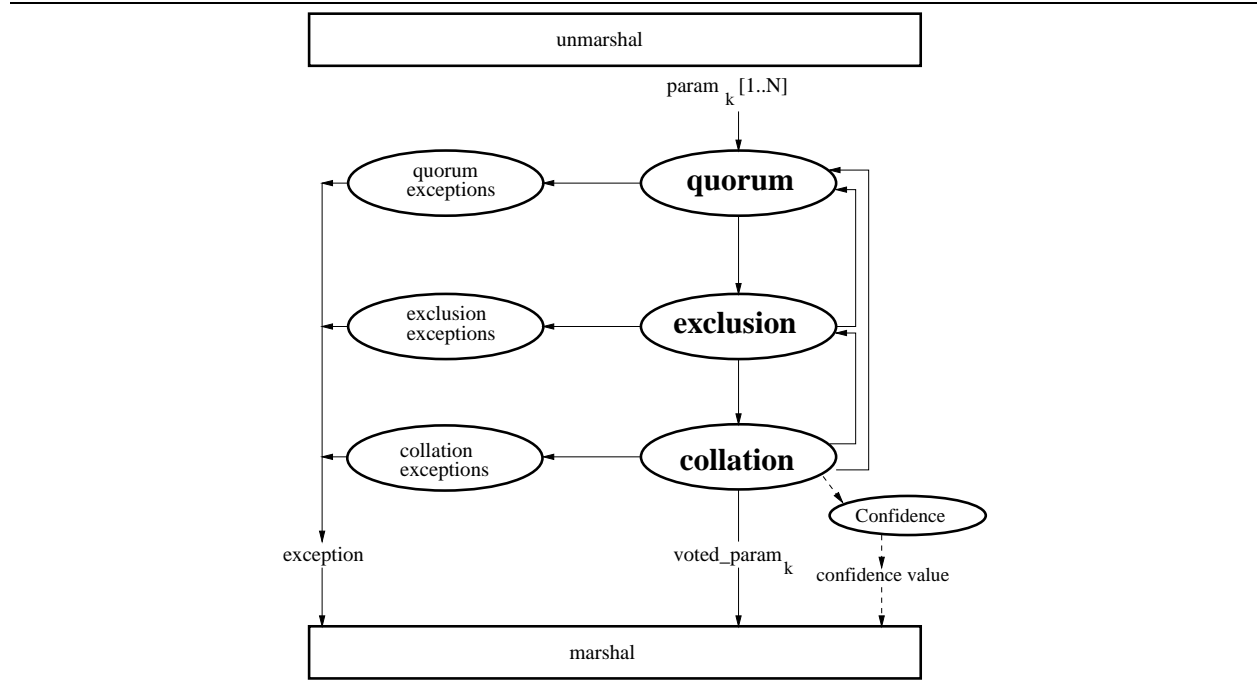 unmarshal
param k [1..N]
quorum
exceptions
quorum
exclusion
exceptions
exclusion
collation
exceptions
collation
Confidence
exception
voted_param k
confidence value
marshal